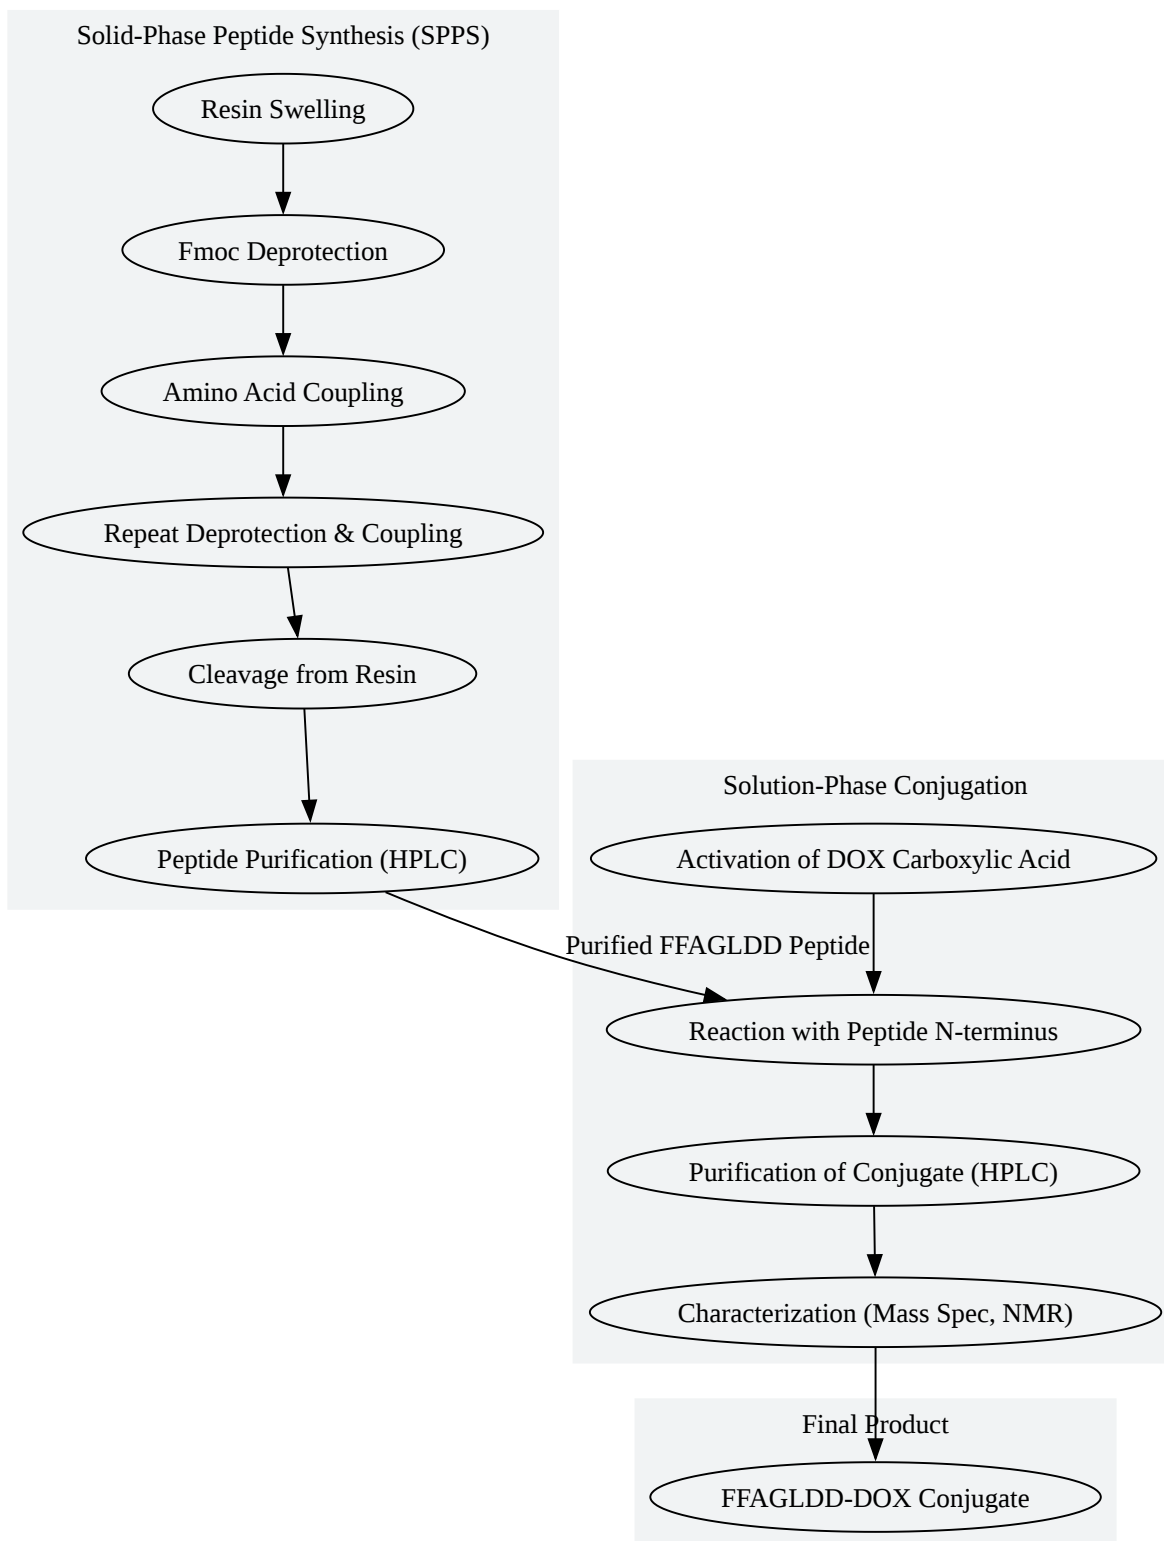 Solid-Phase Peptide Synthesis (SPPS)
Resin Swelling
Fmoc Deprotection
Amino Acid Coupling
Repeat Deprotection & Coupling
Cleavage from Resin
Peptide Purification (HPLC)
Solution-Phase Conjugation
Activation of DOX Carboxylic Acid
Purified FFAGLDD Peptide
Reaction with Peptide N-terminus
Purification of Conjugate (HPLC)
Characterization (Mass Spec, NMR)
Final Product
FFAGLDD-DOX Conjugate